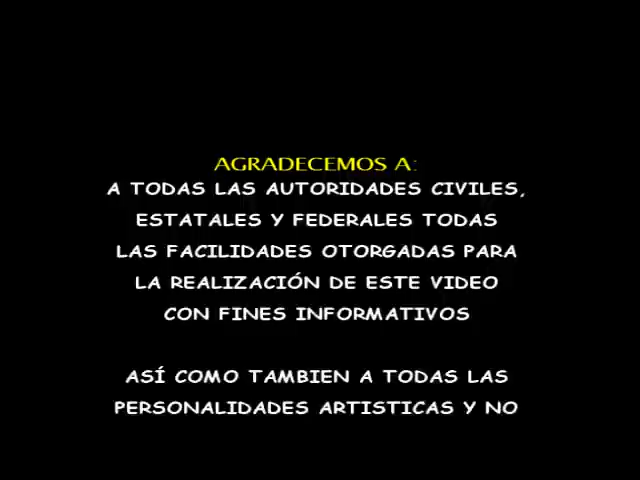 AGRADECEMOS A:
A TODAS LAS AUTORIDADES CIVILES,
ESTATALES Y FEDERALES TODAS
LAS FACILIDADES OTORGADAS PARA
LA REALIZACIÓN DE ESTE VIDEO
CON FINES INFORMATIVOS
ASÍ COMO TAMBIEN A TODAS LAS
PERSONALIDADES ARTISTICAS Y NO